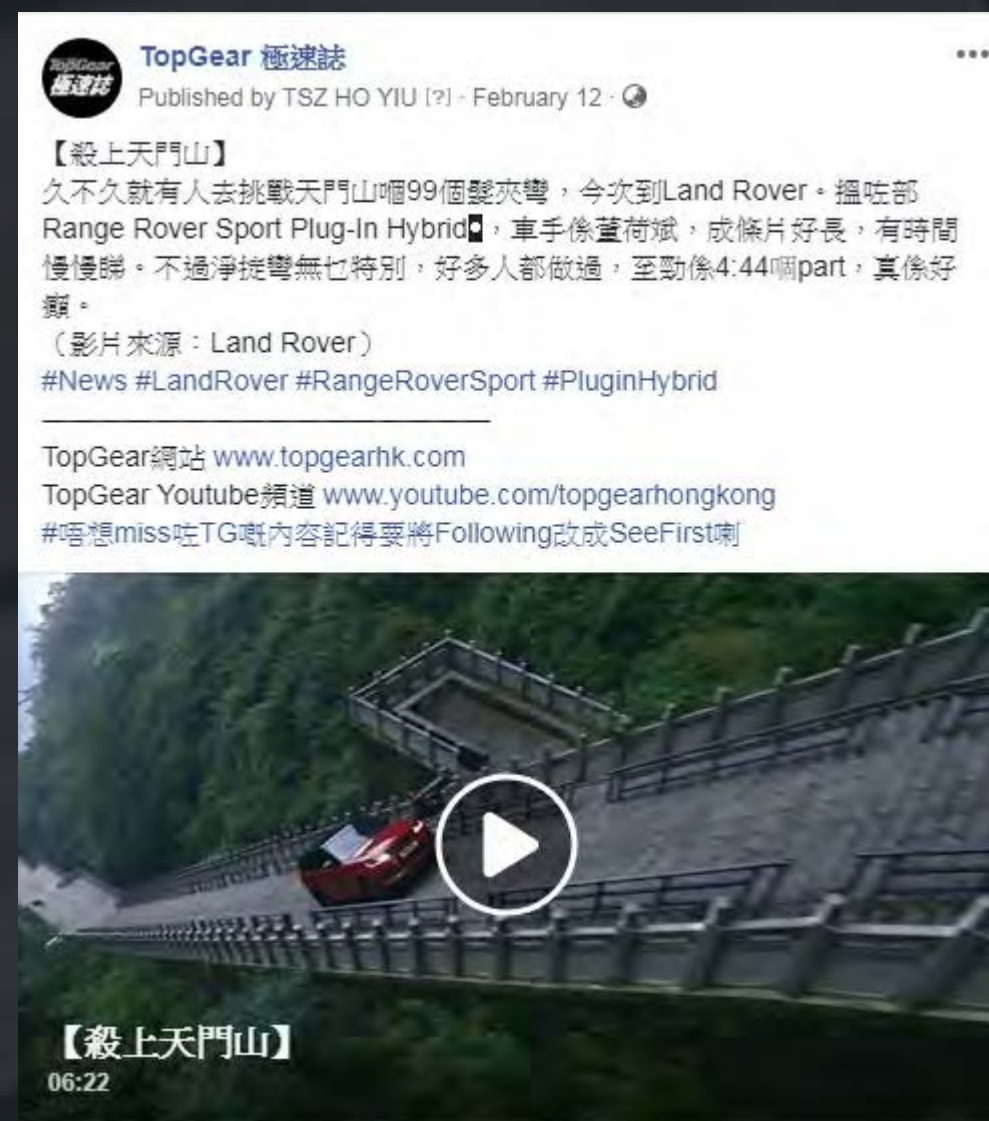 TopGear 極速誌
TopGear
極速誌
Published by TSZ HO YIU [?] · February 12 ·
【殺上天門山】
久不久就有人去挑戰天門山嗰99個髮夾彎，今次到Land Rover。搵咗部
Range Rover Sport Plug-In Hybrid，車手係董荷斌，成條片好長，有時間
慢慢睇。不過淨掟彎無乜特別，好多人都做過，至勁係4:44嗰part，真係好
癲。
（影片來源：Land Rover）
#News #LandRover #RangeRoverSport #PluginHybrid
TopGear網站 www.topgearhk.com
TopGear Youtube頻道 www.youtube.com/topgearhongkong
#唔想miss咗TG嘅內容記得要將Following改成SeeFirst喇
【殺上天門山】
06:22